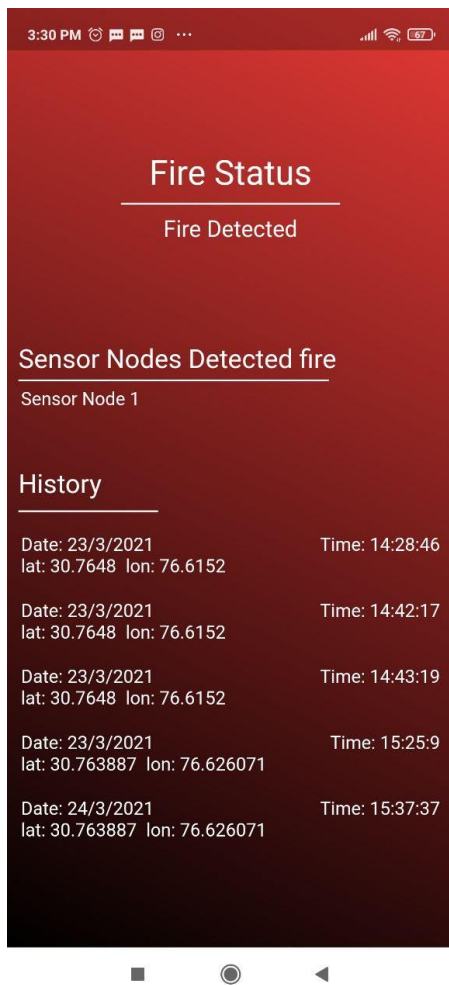 3:30 PM ...
67
Fire Status
Fire Detected
Sensor Nodes Detected fire
Sensor Node 1
History
Date: 23/3/2021 Time: 14:28:46
lat: 30.7648 lon: 76.6152
Date: 23/3/2021 Time: 14:42:17
lat: 30.7648 lon: 76.6152
Date: 23/3/2021 Time: 14:43:19
lat: 30.7648 lon: 76.6152
Date: 23/3/2021 Time: 15:25:9
lat: 30.763887 lon: 76.626071
Date: 24/3/2021 Time: 15:37:37
lat: 30.763887 lon: 76.626071